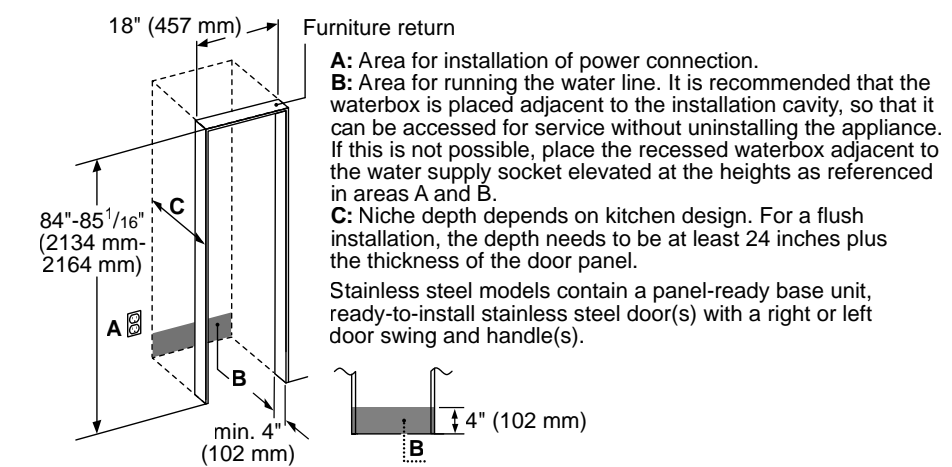 18" (457 mm)
Furniture return
A: Area for installation of power connection.
B: Area for running the water line. It is recommended that the
waterbox is placed adjacent to the installation cavity, so that it
can be accessed for service without uninstalling the appliance.
If this is not possible, place the recessed waterbox adjacent to
the water supply socket elevated at the heights as referenced
in areas A and B.
C: Niche depth depends on kitchen design. For a flush
installation, the depth needs to be at least 24 inches plus
the thickness of the door panel.
Stainless steel models contain a panel-ready base unit,
ready-to-install stainless steel door(s) with a right or left
door swing and handle(s).
C
84"-85 1/16"
(2134 mm-
2164 mm)
A
B
min. 4"
(102 mm)
4" (102 mm)
B